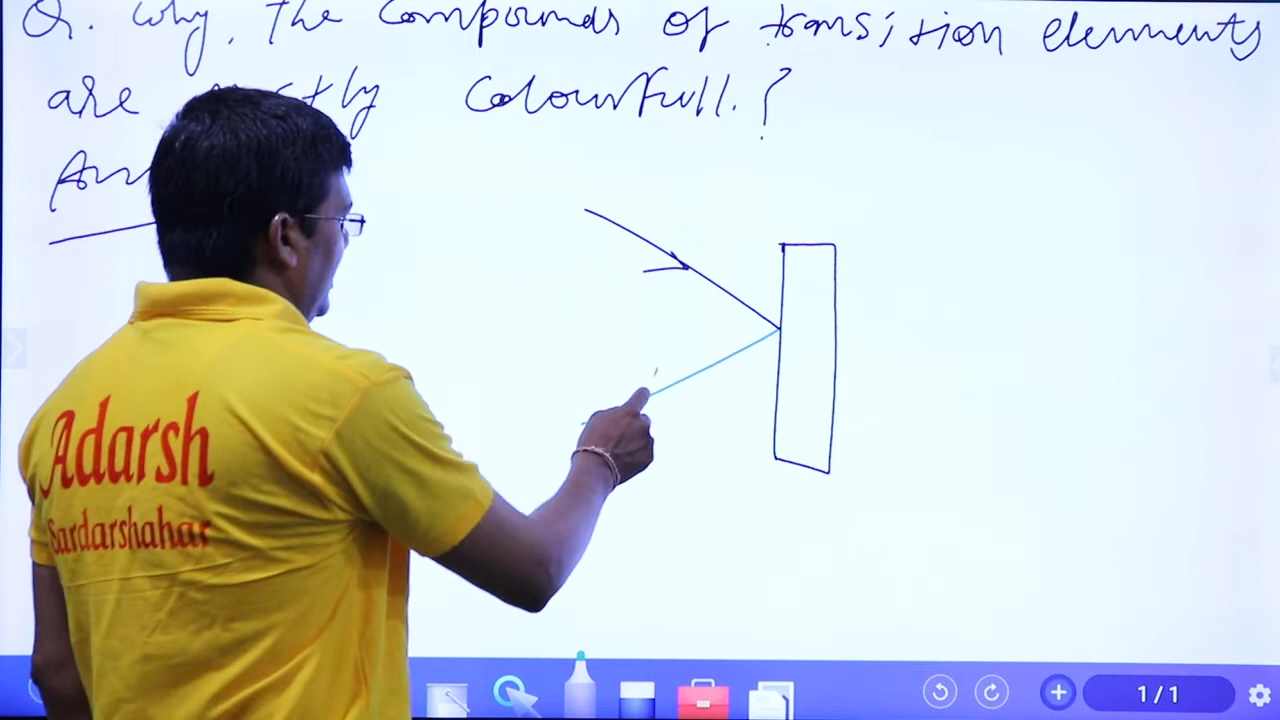 Q. Why, The Compounds of transition elements
are Colourfull.?
Adarsh
Sardarshahar
1/1